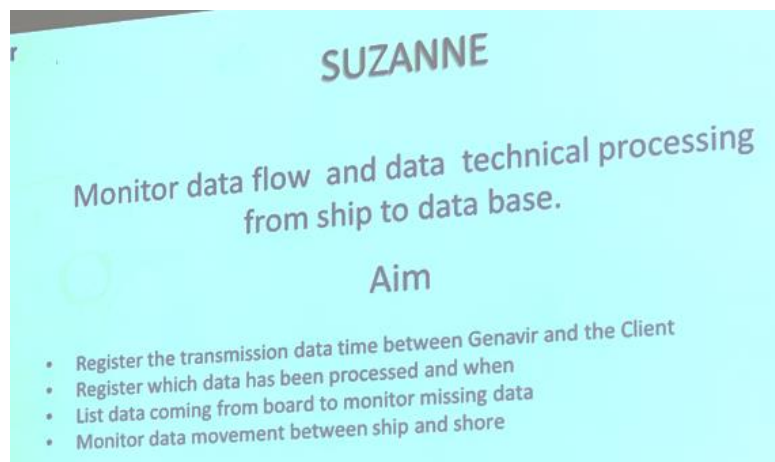 r
SUZANNE
Monitor data flow and data technical processing
from ship to data base.
Aim
• Register the transmission data time between Genavir and the Client
• Register which data has been processed and when
• List data coming from board to monitor missing data
• Monitor data movement between ship and shore